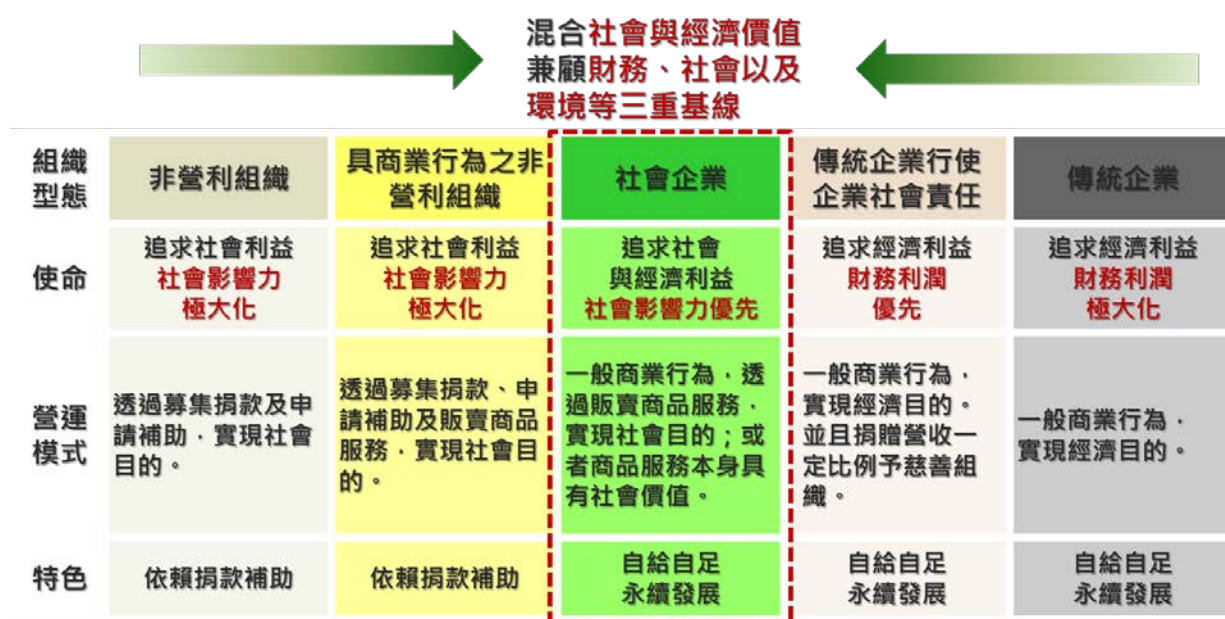 混合社會與經濟價值
兼顧財務、社會以及
環境等三重基線
組織
型態
非營利組織
具商業行為之非
營利組織
社會企業
傳統企業行使
企業社會責任
傳統企業
使命
追求社會利益
社會影響力
極大化
追求社會利益
社會影響力
極大化
追求社會
與經濟利益
社會影響力優先
追求經濟利益
財務利潤
優先
追求經濟利益
財務利潤
極大化
營運
模式
透過募集捐款及申
請補助，實現社會
目的。
透過募集捐款、申
請補助及販賣商品
服務，實現社會目
的。
一般商業行為，透
過販賣商品服務，
實現社會目的；或
者商品服務本身具
有社會價值。
一般商業行為，
實現經濟目的。
並且捐贈營收一
定比例予慈善組
織。
一般商業行為，
實現經濟目的。
特色
依賴捐款補助
依賴捐款補助
自給自足
永續發展
自給自足
永續發展
自給自足
永續發展